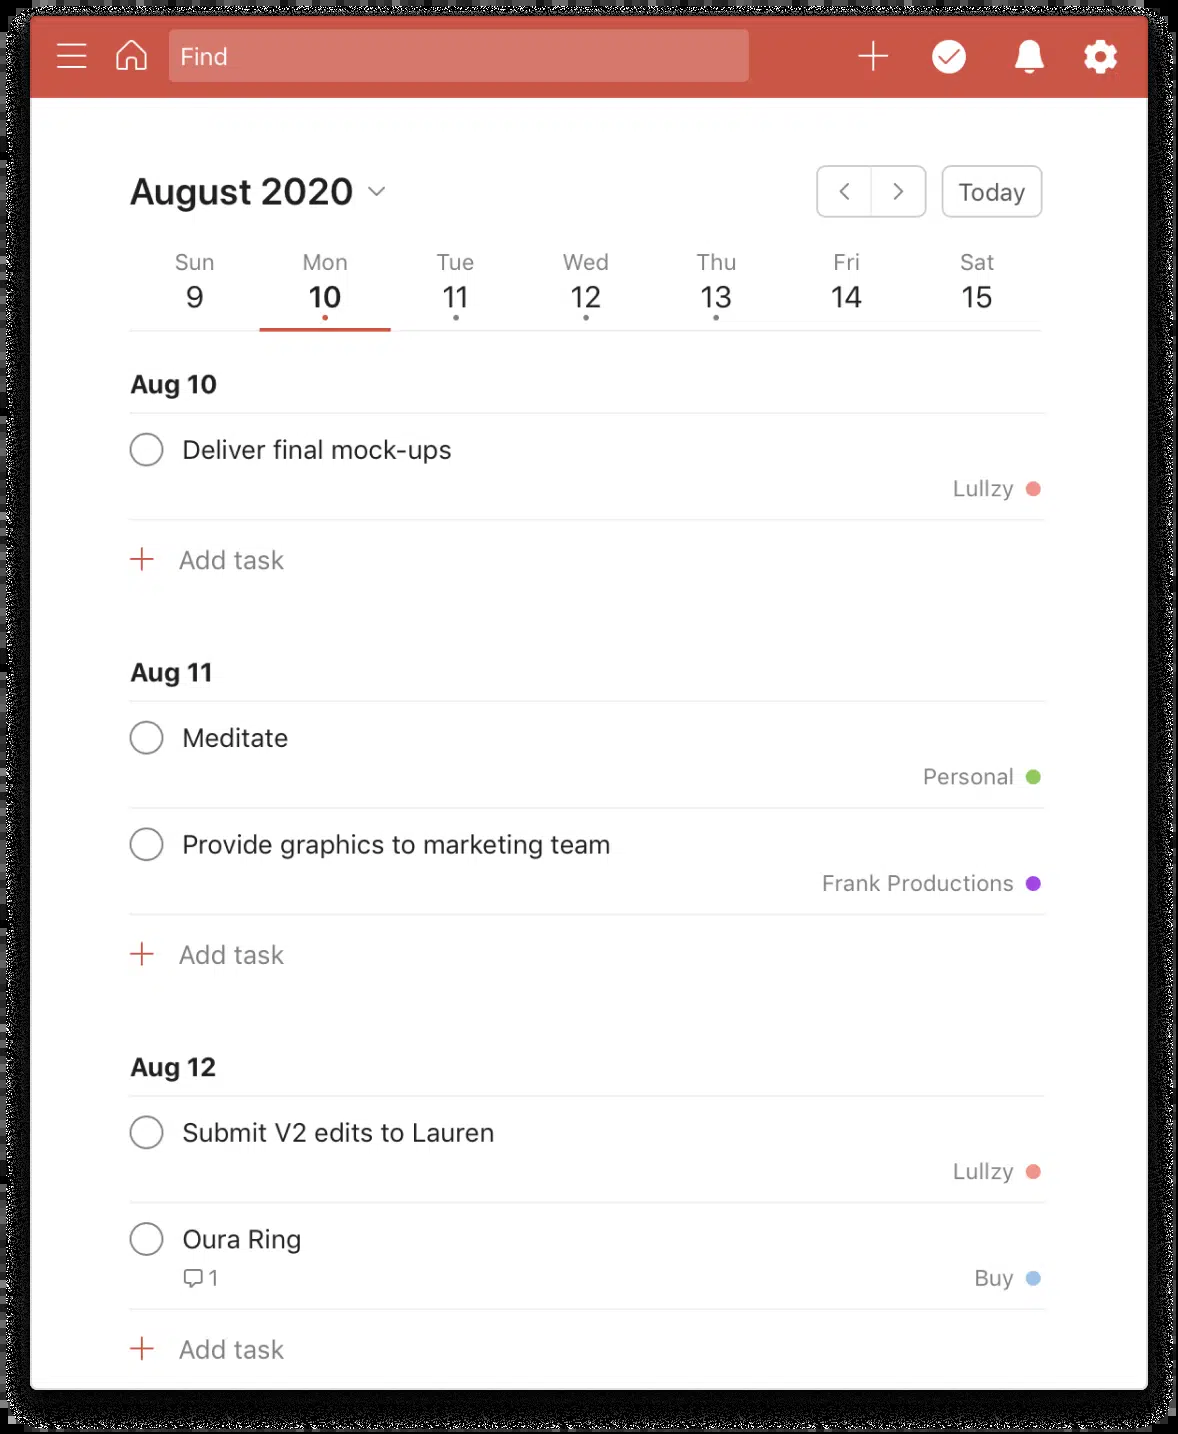 Find
August 2020
Today
Sun Mon Tue Wed Thu Fri Sat
9 10 11 12 13 14 15
Aug 10
Deliver final mock-ups
Lullzy
Add task
Aug 11
Meditate
Personal
Provide graphics to marketing team
Frank Productions
Add task
Aug 12
Submit V2 edits to Lauren
Lullzy
Oura Ring
1
Buy
Add task